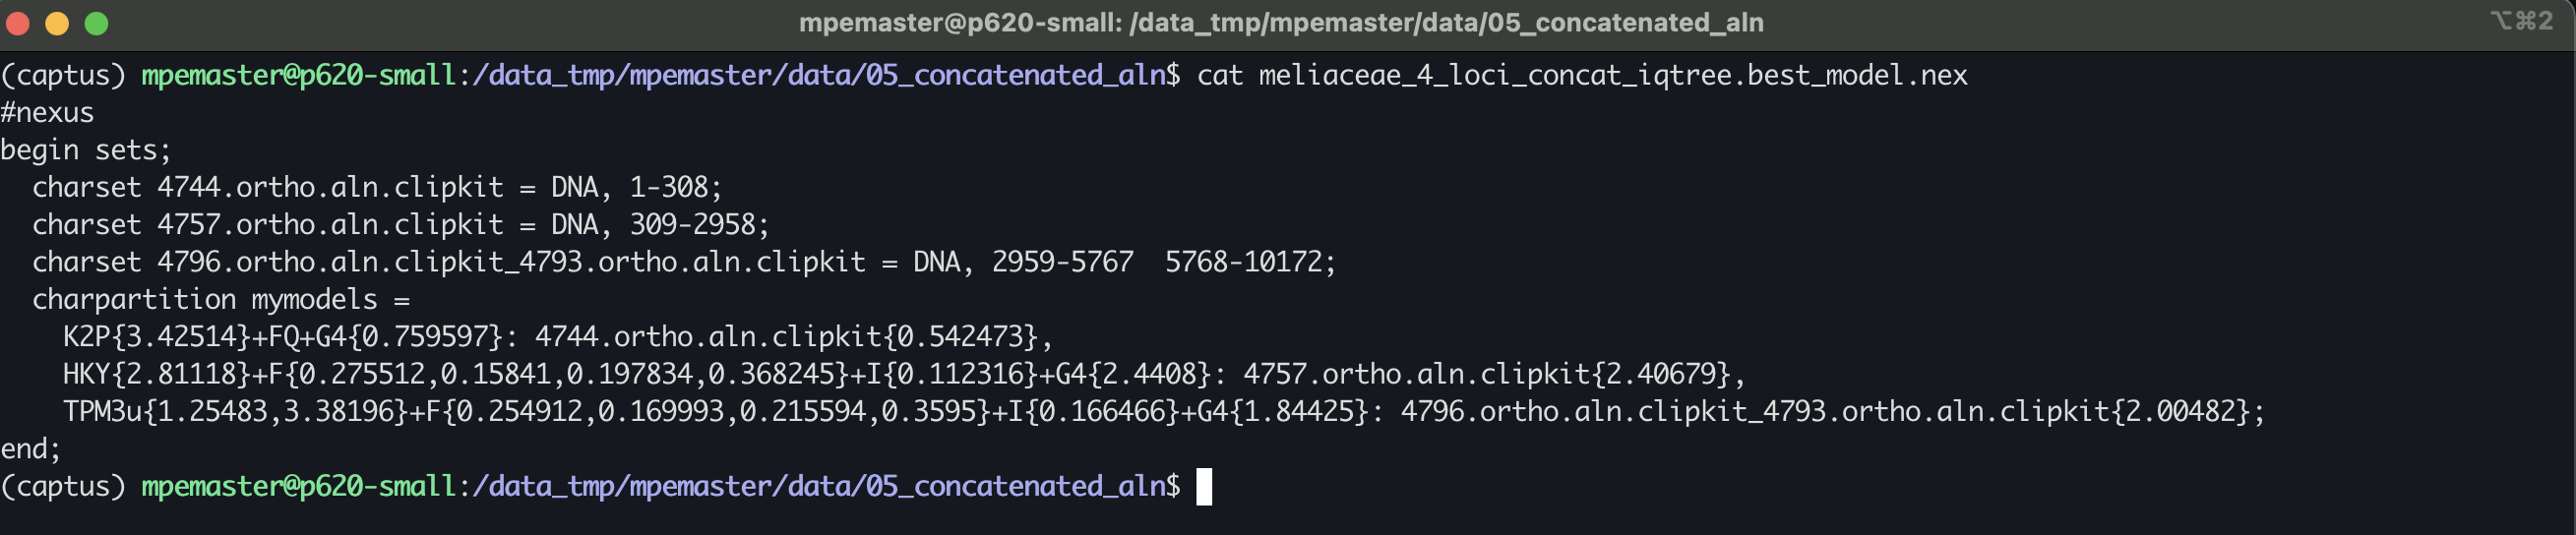 mpemaster@p620-small: /data_tmp/mpemaster/data/05_concatenated_aln ⌥⌘2
(captus) mpemaster@p620-small:/data_tmp/mpemaster/data/05_concatenated_aln$ cat meliaceae_4_loci_concat_iqtree.best_model.nex
#nexus
begin sets;
  charset 4744.ortho.aln.clipkit = DNA, 1-308;
  charset 4757.ortho.aln.clipkit = DNA, 309-2958;
  charset 4796.ortho.aln.clipkit_4793.ortho.aln.clipkit = DNA, 2959-5767  5768-10172;
  charpartition mymodels =
    K2P{3.42514}+FQ+G4{0.759597}: 4744.ortho.aln.clipkit{0.542473},
    HKY{2.81118}+F{0.275512,0.15841,0.197834,0.368245}+I{0.112316}+G4{2.4408}: 4757.ortho.aln.clipkit{2.40679},
    TPM3u{1.25483,3.38196}+F{0.254912,0.169993,0.215594,0.3595}+I{0.166466}+G4{1.84425}: 4796.ortho.aln.clipkit_4793.ortho.aln.clipkit{2.00482};
end;
(captus) mpemaster@p620-small:/data_tmp/mpemaster/data/05_concatenated_aln$